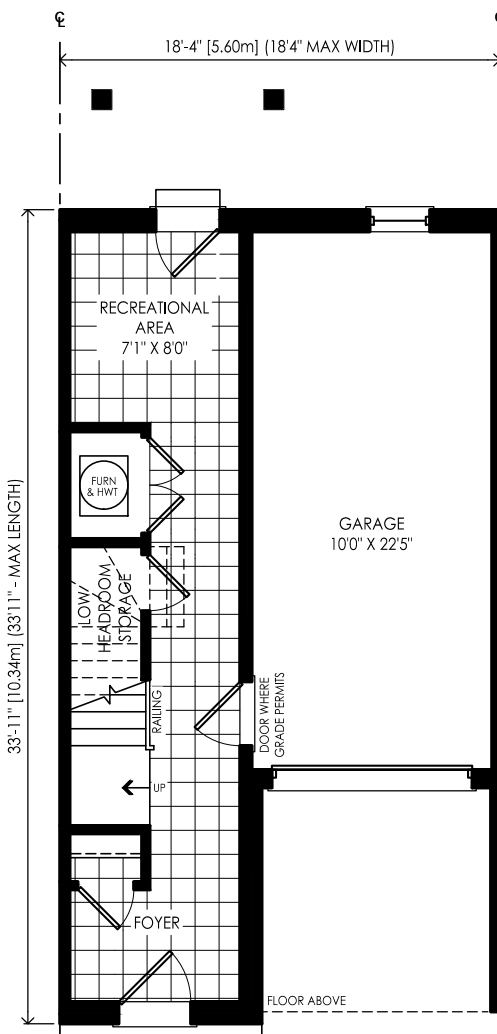 18'-4" [5.60m] (18'4" MAX WIDTH)
RECREATIONAL
AREA
7'1" X 8'0"
FURN
& HWT
GARAGE
10'0" X 22'5"
33'-11" [10.34m] (33'11" - MAX LENGTH)
LOW
HEADROOM
STORAGE
RAILING
DOOR WHERE
GRADE PERMITS
UP
FOYER
FLOOR ABOVE